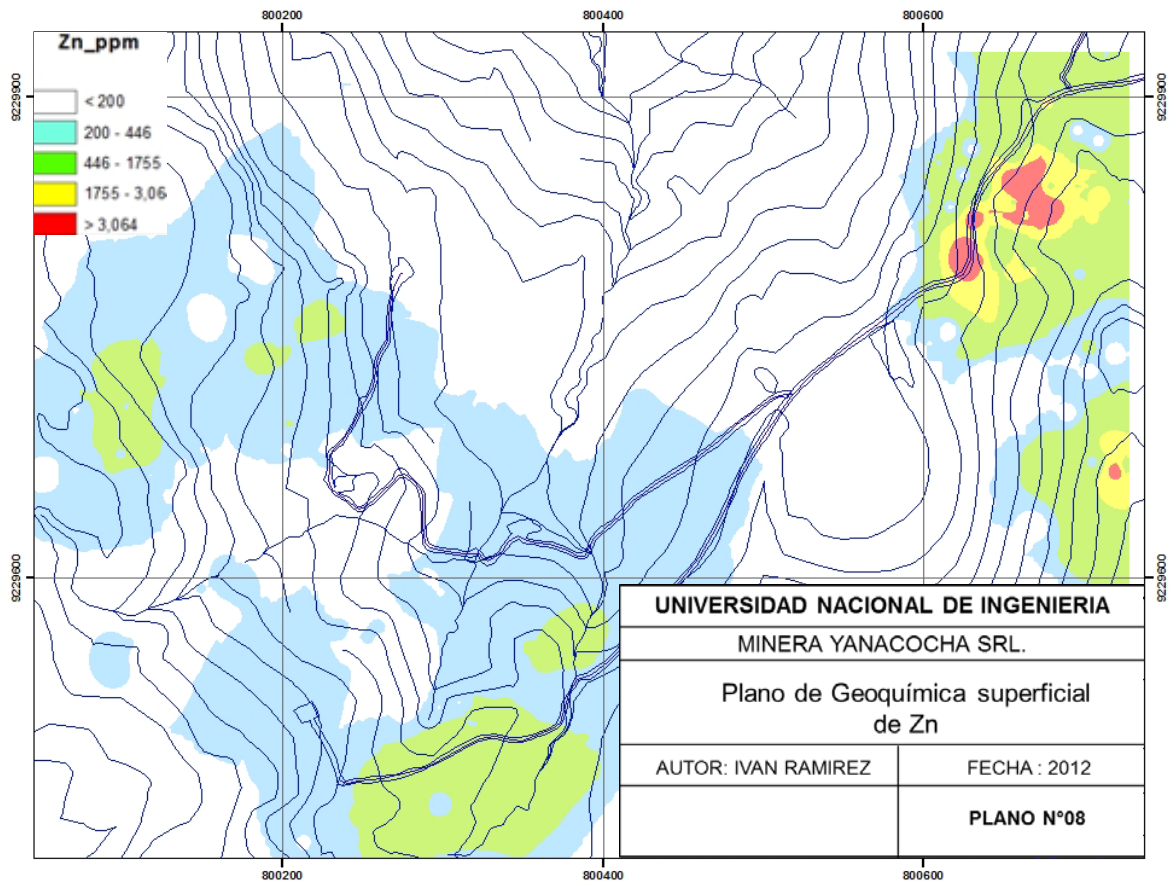 800200 800400 800600
Zn_ppm
< 200
200 - 446
446 - 1755
1755 - 3,06
> 3,064
9229900 9229900
9229600 9229600
UNIVERSIDAD NACIONAL DE INGENIERIA
MINERA YANACOCHA SRL.
Plano de Geoquímica superficial
de Zn
AUTOR: IVAN RAMIREZ FECHA : 2012
PLANO Nº08
800200 800400 800600